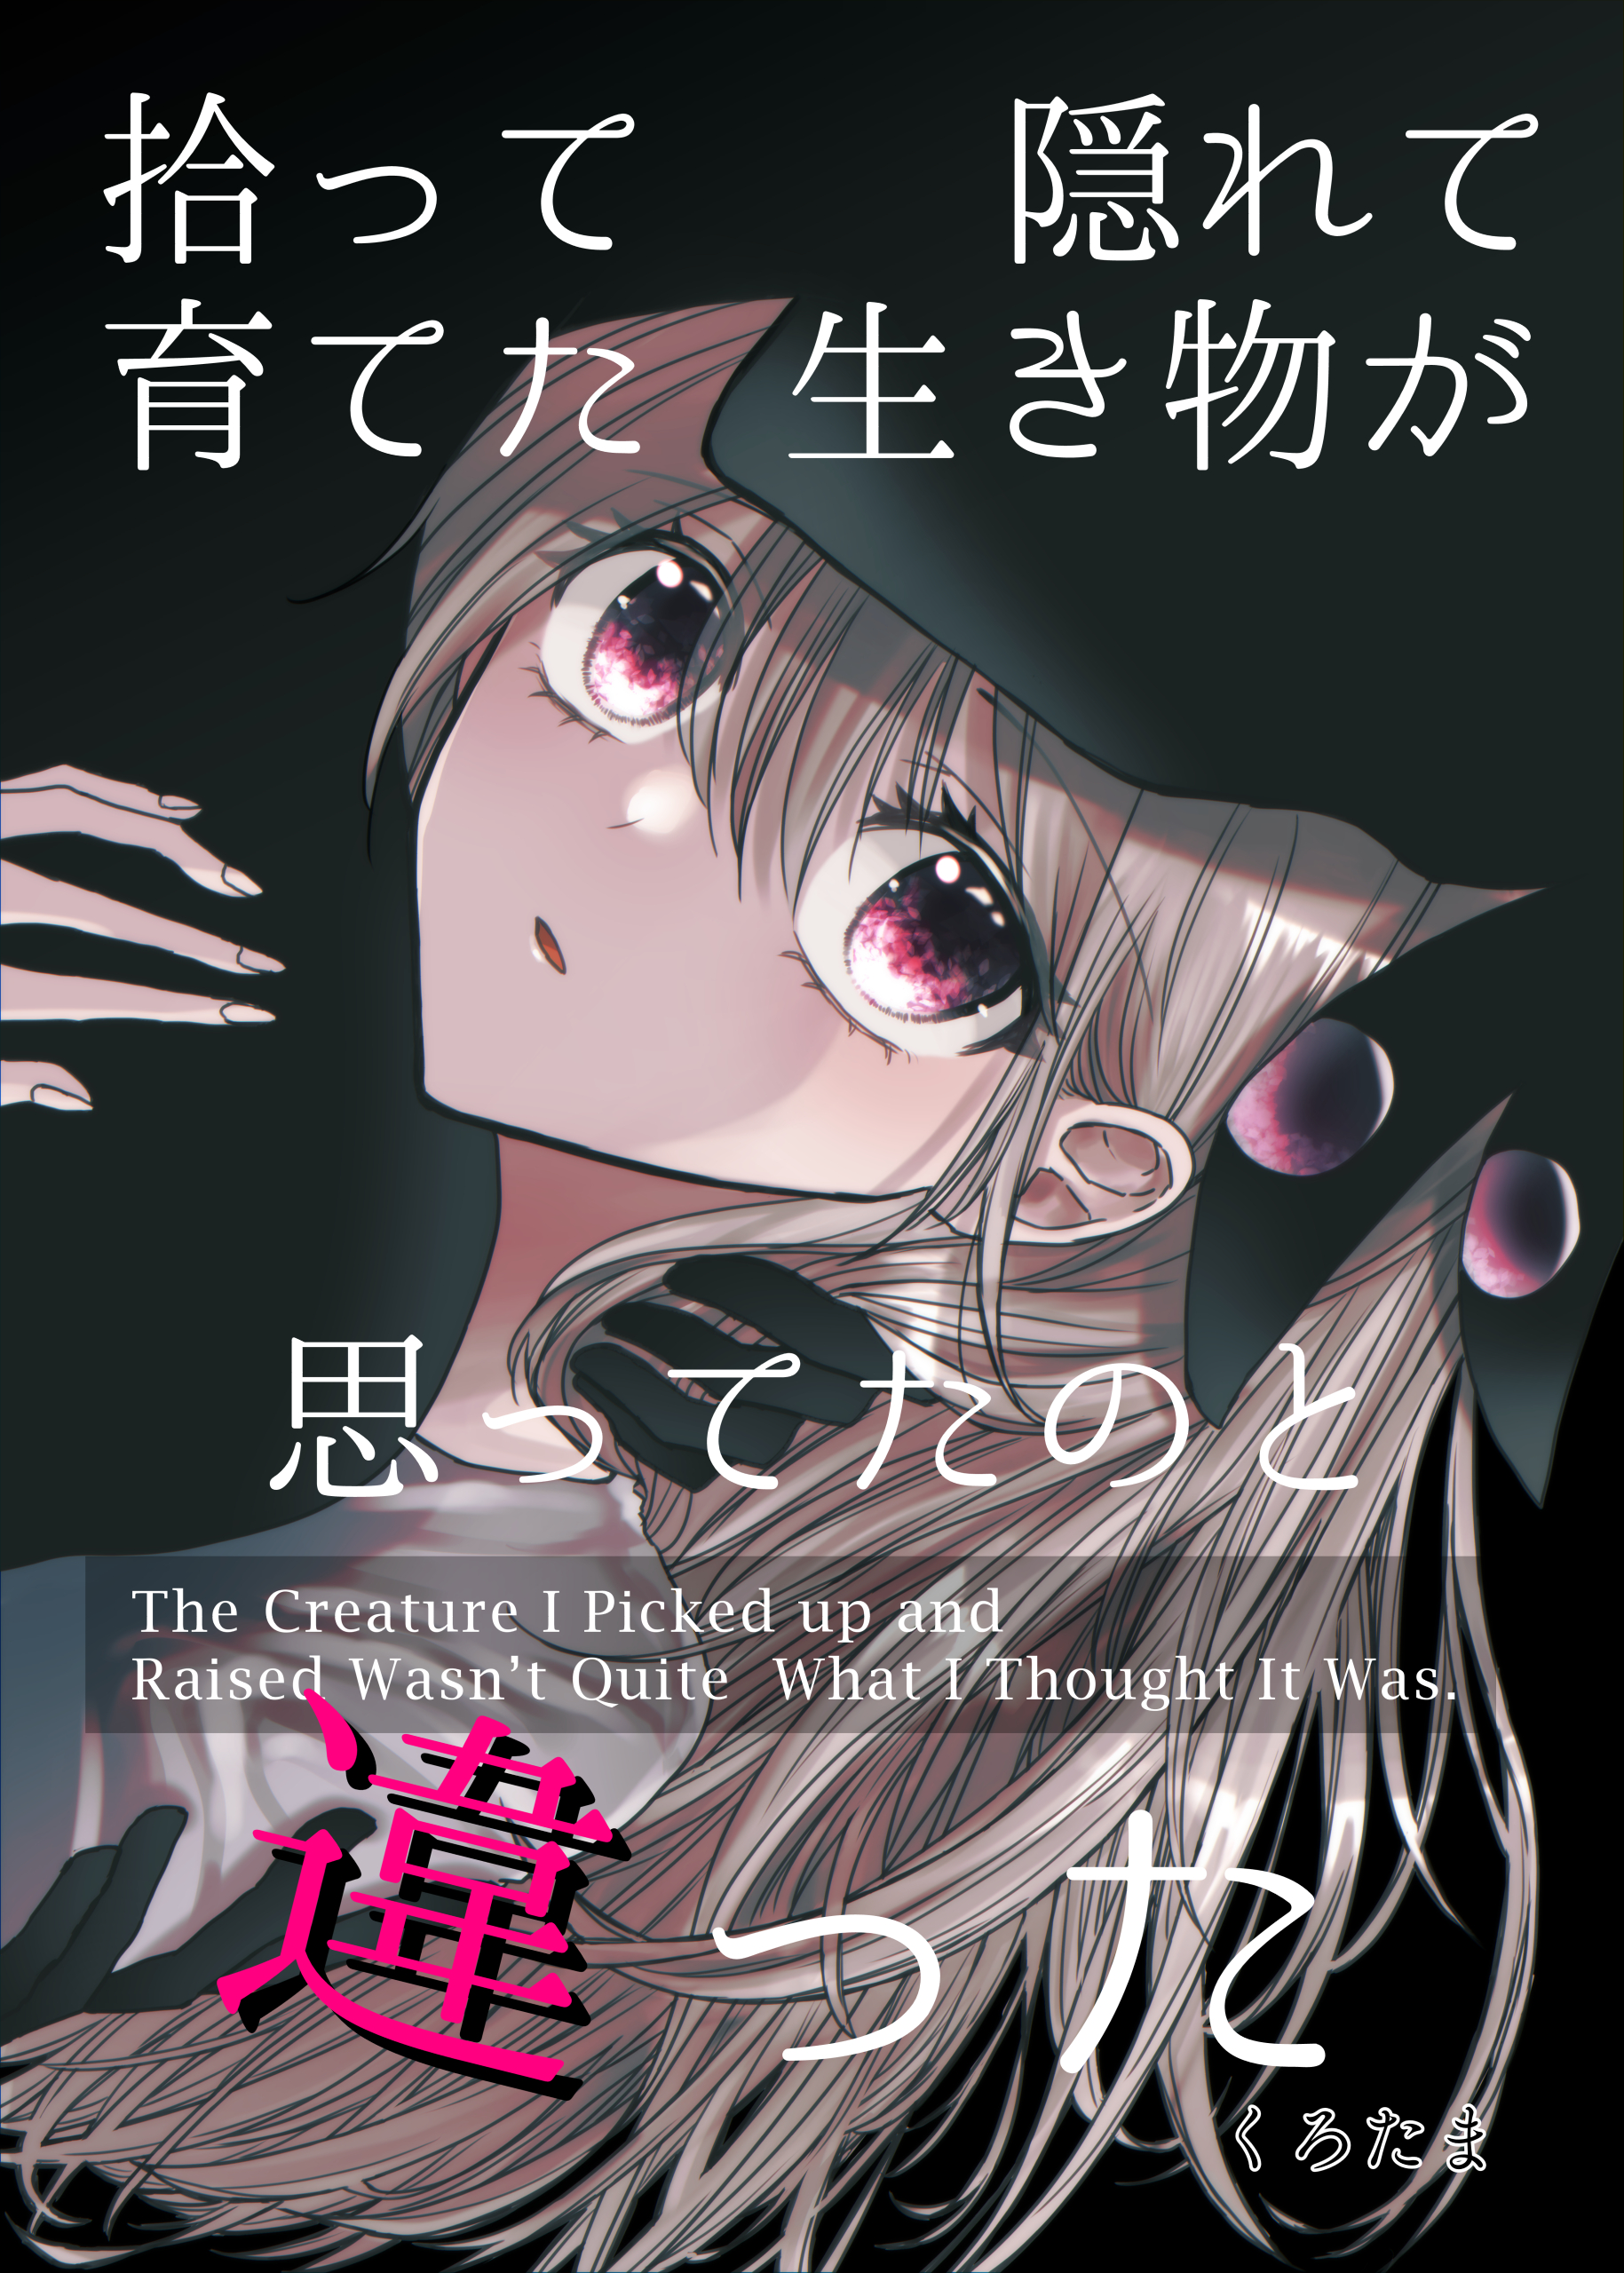 拾って　隠れて
育てた 生き物が
思ってたのと
The Creature I Picked up and
Raised Wasn't Quite What I Thought It Was.
違った
くろたま